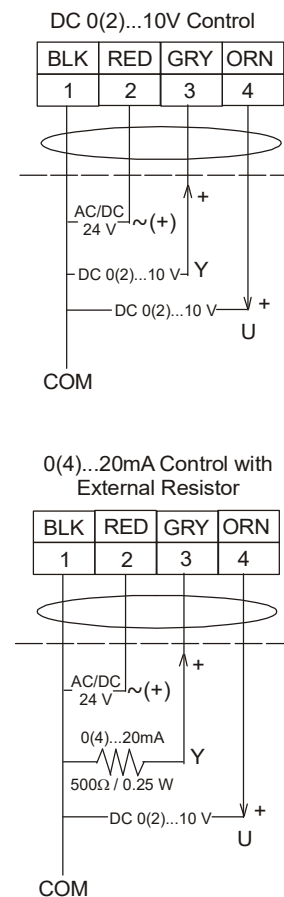 DC 0(2)...10V Control
BLK RED GRY ORN
1 2 3 4
+
AC/DC
24 V ~(+)
DC 0(2)...10 V Y
DC 0(2)...10 V +
U
COM
0(4)...20mA Control with
External Resistor
BLK RED GRY ORN
1 2 3 4
+
AC/DC
24 V ~(+)
0(4)...20mA
Y
500Ω / 0.25 W
DC 0(2)...10 V +
U
COM